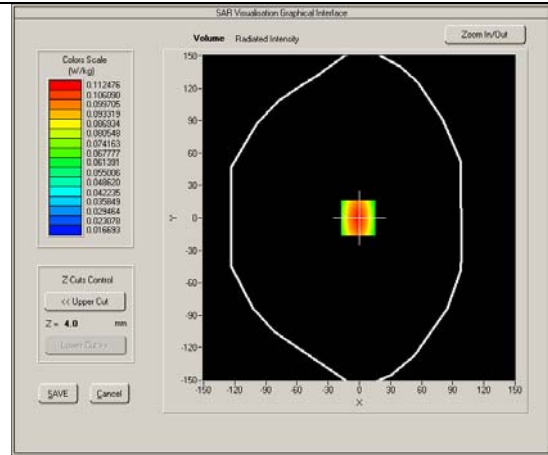 SAR Visualisation Graphical Interface
Volume Radiated Intensity
Zoom In/Out
Colors Scale
(W/kg)
0.112476
0.106090
0.099705
0.093319
0.086934
0.080548
0.074163
0.067777
0.061391
0.055006
0.048620
0.042235
0.035849
0.029464
0.023078
0.016693
Z Cuts Control
<< Upper Cut
Z = 4.0 mm
Lower Cut >>
SAVE Cancel
150-
120-
90-
60-
30-
0-
-30-
-60-
-90-
-120-
-150-
Y
-150 -120 -90 -60 -30 0 30 60 90 120 150
X